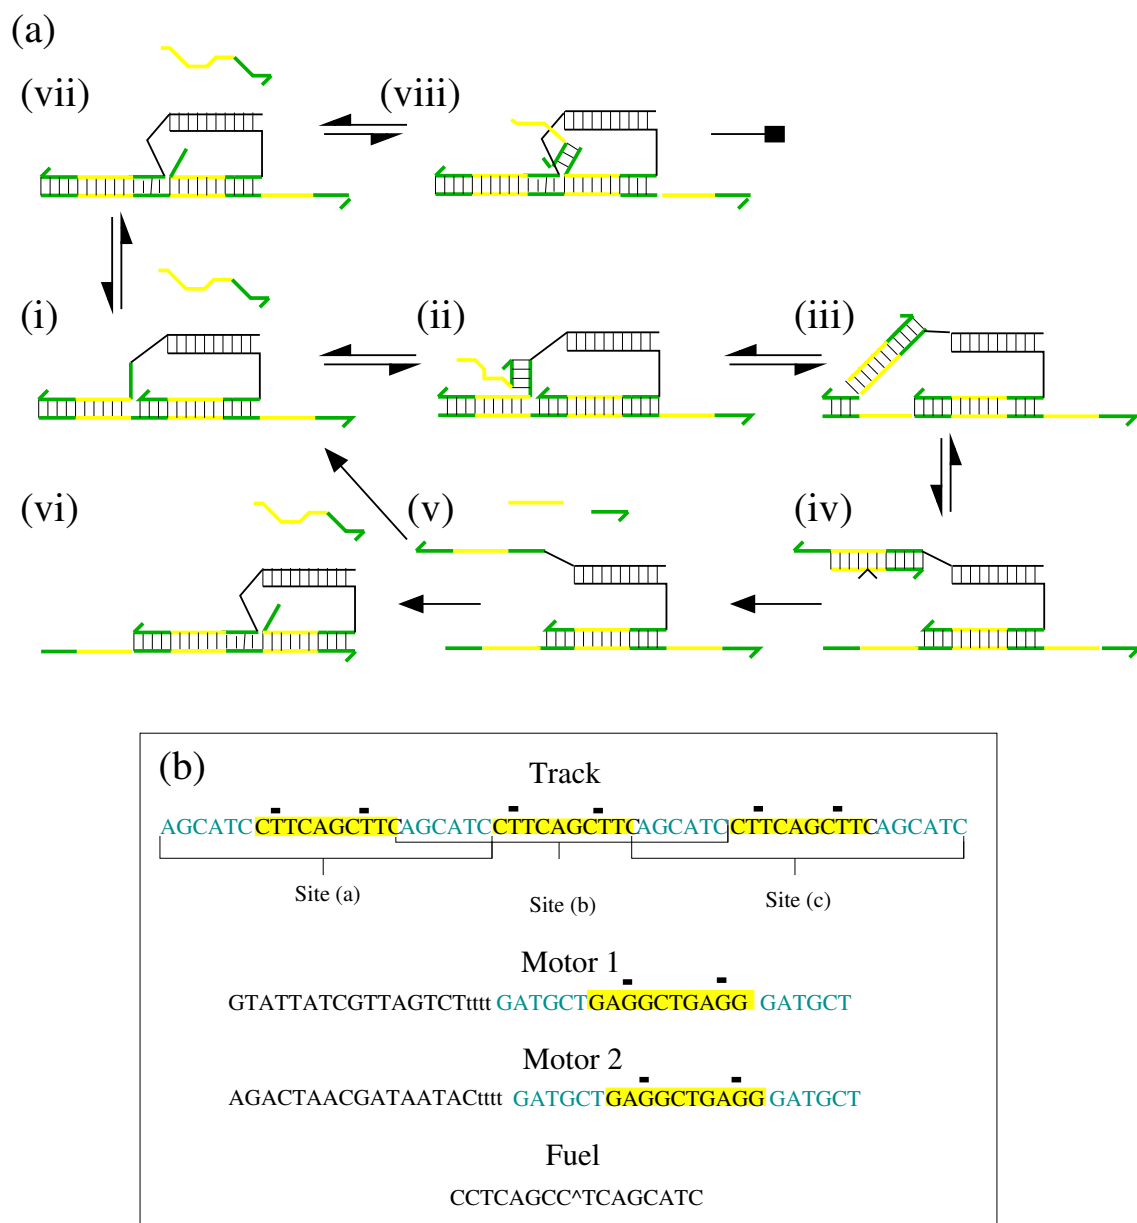 (a)
(vii) (viii)
(i) (ii) (iii)
(vi) (v) (iv)
(b)
Track
AGCATCCTTCAGCTTCAGCATCCTTCAGCTTCAGCATCCTTCAGCTTCAGCATC
Site (a) Site (b) Site (c)
Motor 1
GTATTATCGTTAGTCTtttt GATGCTGAGGCTGAGG GATGCT
Motor 2
AGACTAACGATAATACtttt GATGCTGAGGCTGAGG GATGCT
Fuel
CCTCAGCC^TCAGCATC